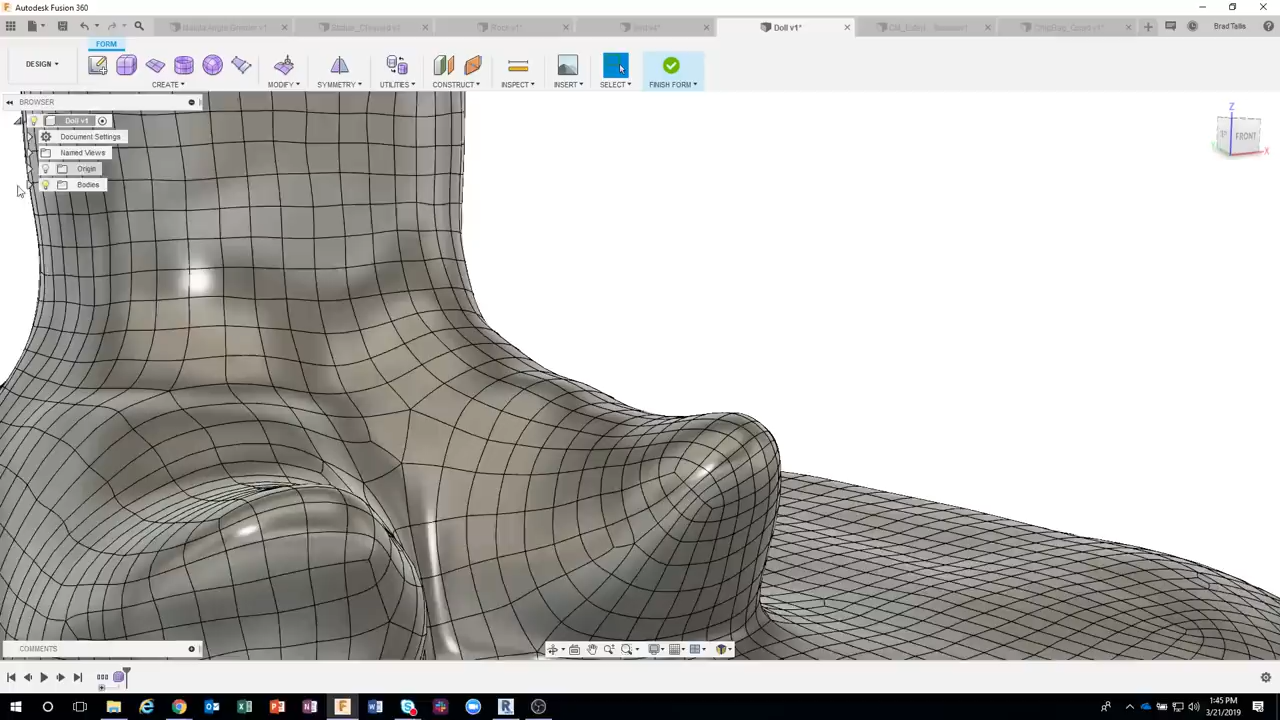 Autodesk Fusion 360
Doll v1*
Brad Tallis
DESIGN
FORM
CREATE
MODIFY
SYMMETRY
UTILITIES
CONSTRUCT
INSPECT
INSERT
SELECT
FINISH FORM
BROWSER
Doll v1
Document Settings
Named Views
Origin
Bodies
Z
FRONT
X
COMMENTS
1:45 PM
3/21/2019